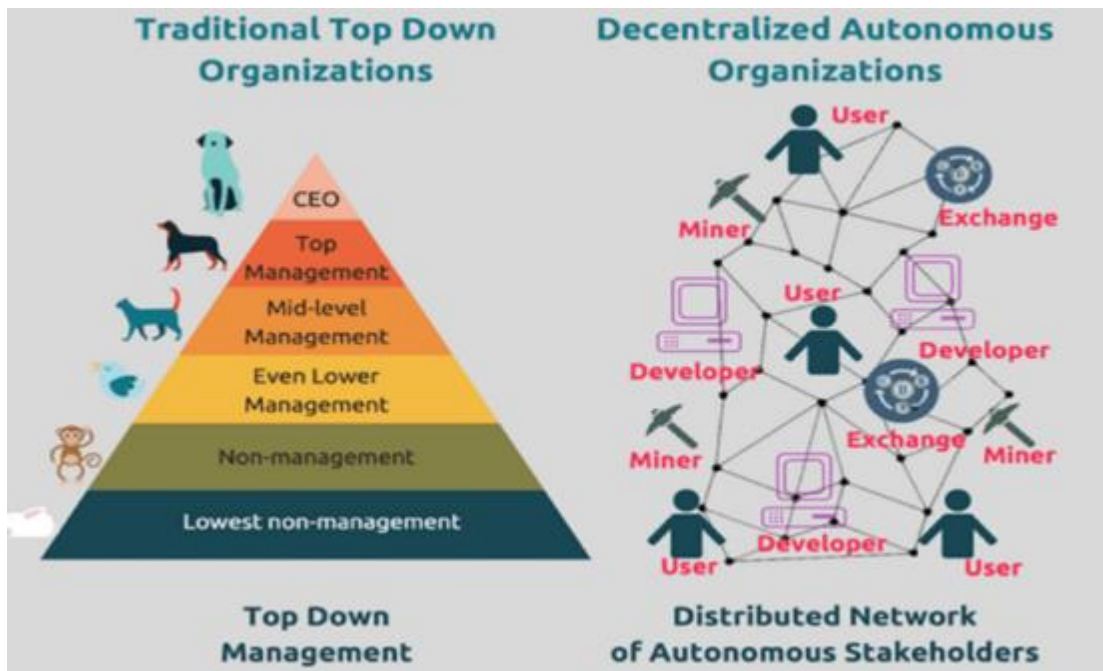 Traditional Top Down
Organizations
CEO
Top
Management
Mid-level
Management
Even Lower
Management
Non-management
Lowest non-management
Top Down
Management
Decentralized Autonomous
Organizations
User
Miner
Exchange
User
Developer
Developer
Exchange
Miner
Miner
Developer
User
User
Distributed Network
of Autonomous Stakeholders